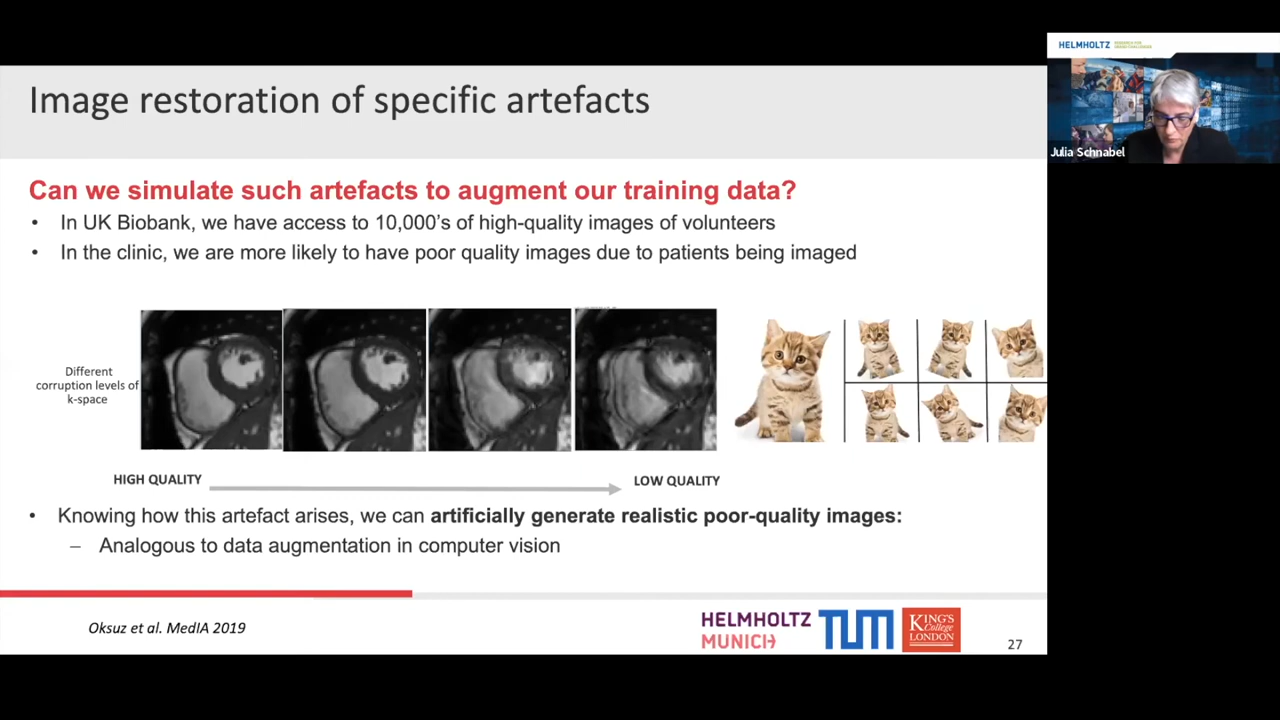 Image restoration of specific artefacts
HELMHOLTZ
Julia Schnabel
Can we simulate such artefacts to augment our training data?
• In UK Biobank, we have access to 10,000's of high-quality images of volunteers
• In the clinic, we are more likely to have poor quality images due to patients being imaged
Different
corruption levels of
k-space
HIGH QUALITY
LOW QUALITY
• Knowing how this artefact arises, we can artificially generate realistic poor-quality images:
– Analogous to data augmentation in computer vision
Oksuz et al. MedIA 2019
HELMHOLTZ
MUNICH
TUM
KING'S
College
LONDON
27